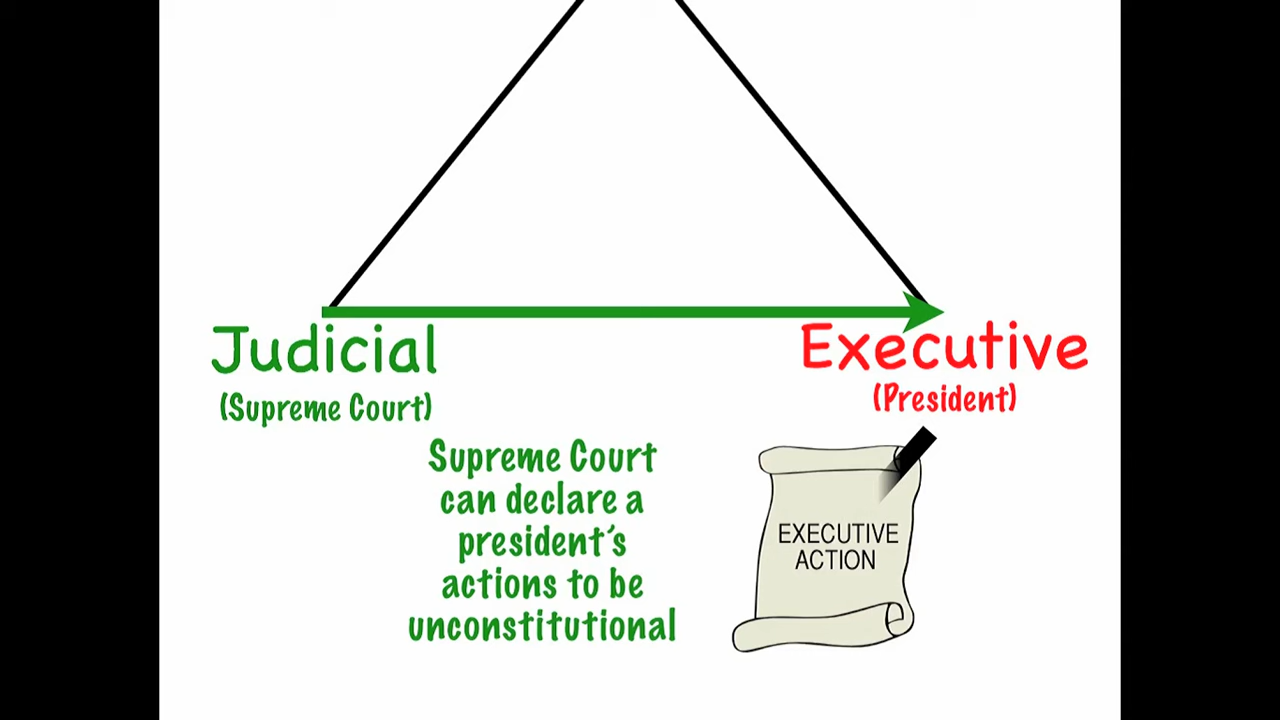 Judicial
(Supreme Court)
Executive
(President)
Supreme Court
can declare a
president's
actions to be
unconstitutional
EXECUTIVE
ACTION